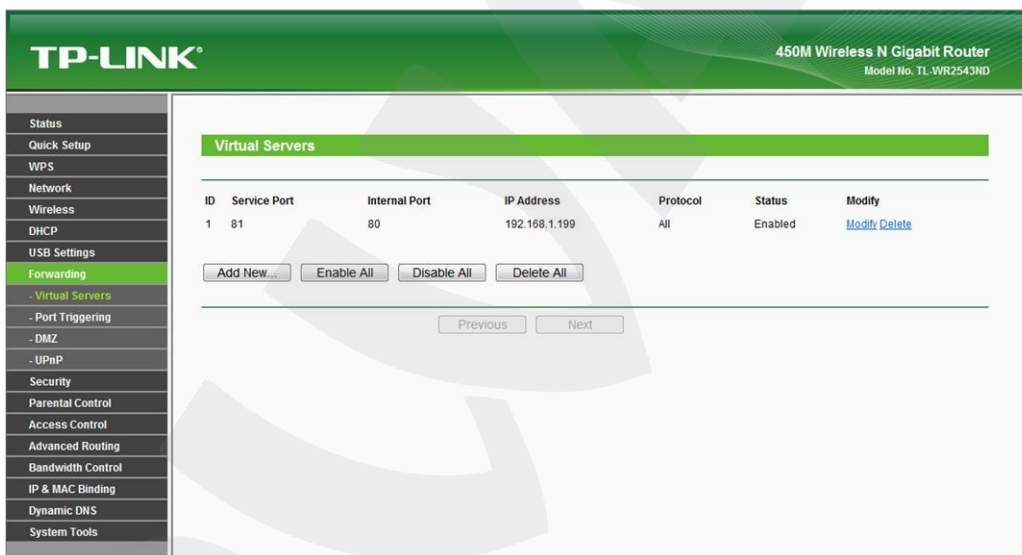 TP-LINK®
450M Wireless N Gigabit Router
Model No. TL-WR2543ND
Status
Quick Setup
WPS
Network
Wireless
DHCP
USB Settings
Forwarding
- Virtual Servers
- Port Triggering
- DMZ
- UPnP
Security
Parental Control
Access Control
Advanced Routing
Bandwidth Control
IP & MAC Binding
Dynamic DNS
System Tools
Virtual Servers
ID Service Port Internal Port IP Address Protocol Status Modify
1 81 80 192.168.1.199 All Enabled Modify Delete
Add New... Enable All Disable All Delete All
Previous Next